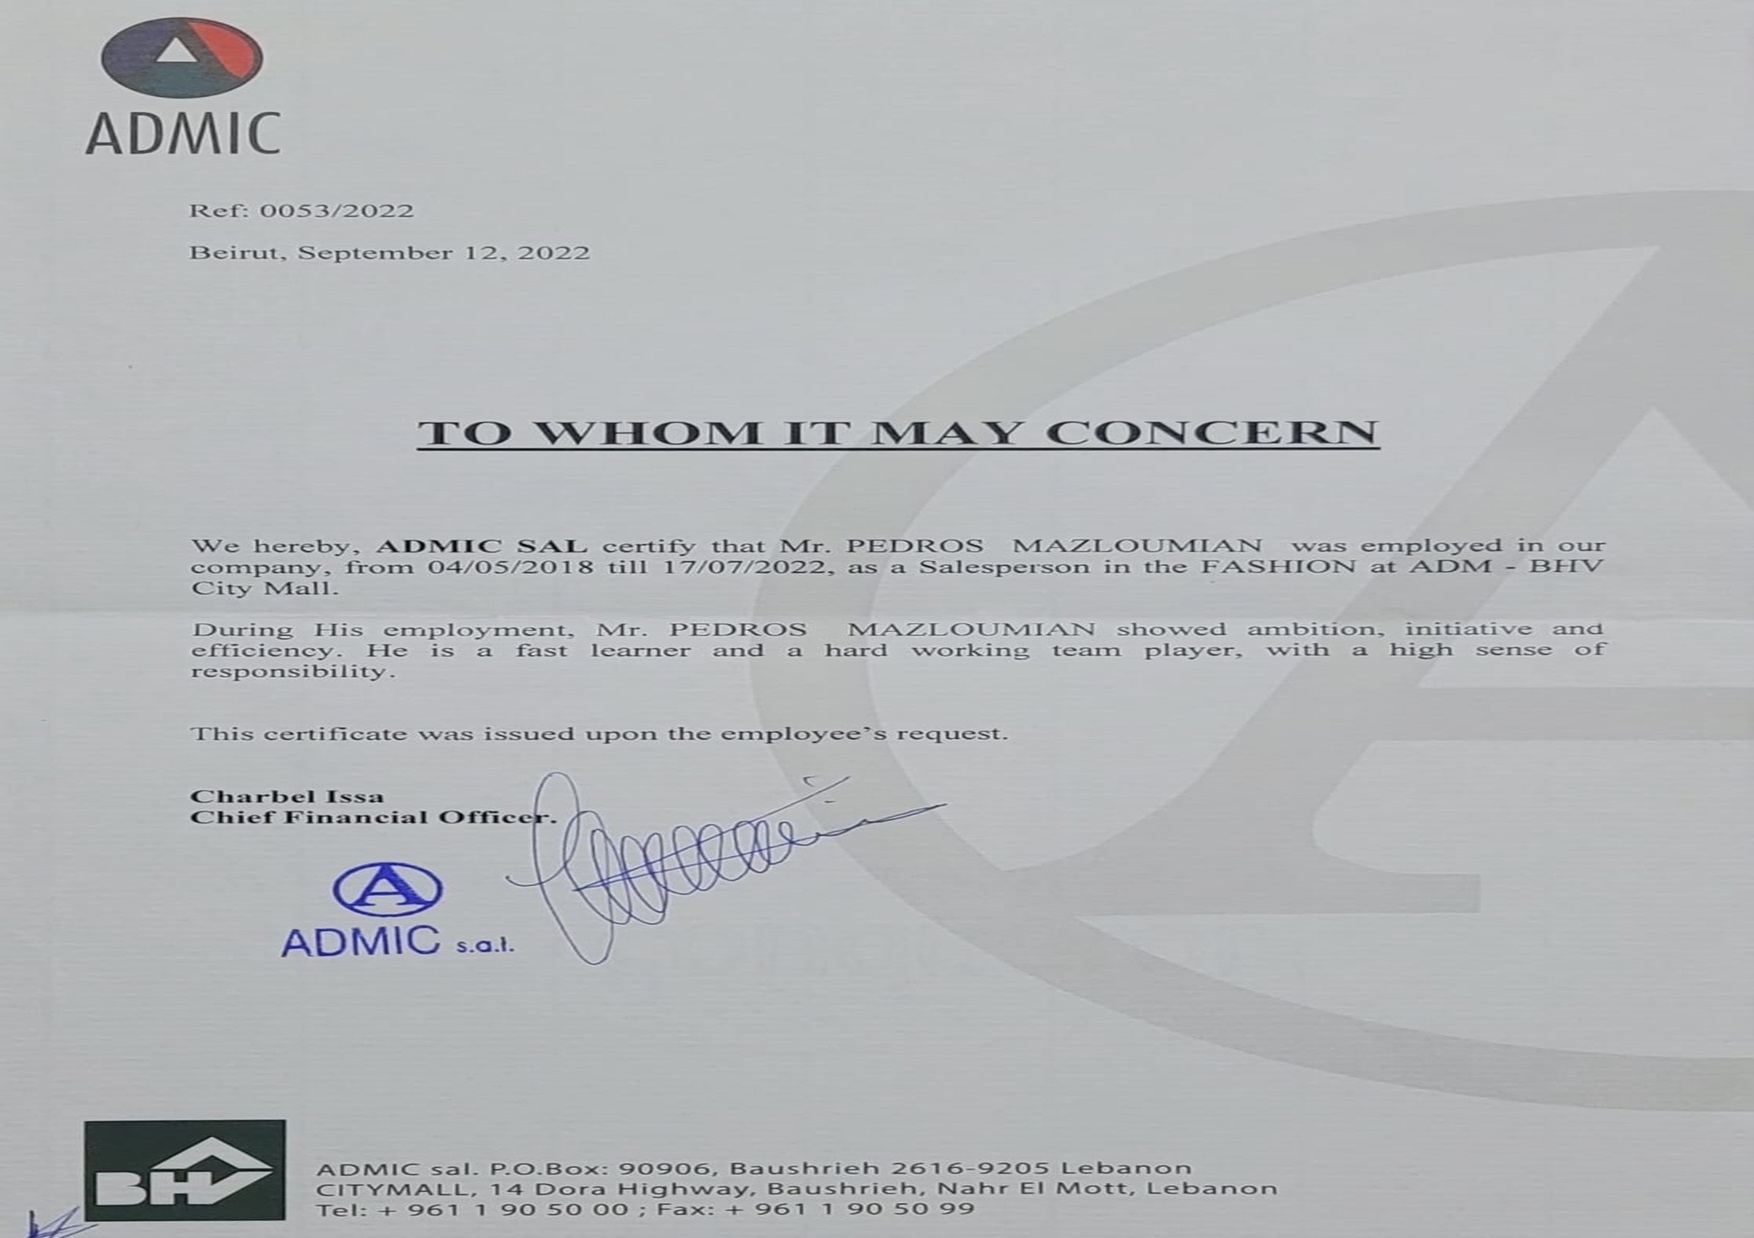 ADMIC
Ref: 0053/2022
Beirut, September 12, 2022
TO WHOM IT MAY CONCERN
We hereby, ADMIC SAL certify that Mr. PEDROS MAZLOUMIAN was employed in our
company, from 04/05/2018 till 17/07/2022, as a Salesperson in the FASHION at ADM - BHV
City Mall.
During His employment, Mr. PEDROS MAZLOUMIAN showed ambition, initiative and
efficiency. He is a fast learner and a hard working team player, with a high sense of
responsibility.
This certificate was issued upon the employee's request.
Charbel Issa
Chief Financial Officer.
A
ADMIC s.a.l.
BHV
ADMIC sal. P.O.Box: 90906, Baushrieh 2616-9205 Lebanon
CITYMALL, 14 Dora Highway, Baushrieh, Nahr El Mott, Lebanon
Tel: + 961 1 90 50 00 ; Fax: + 961 1 90 50 99